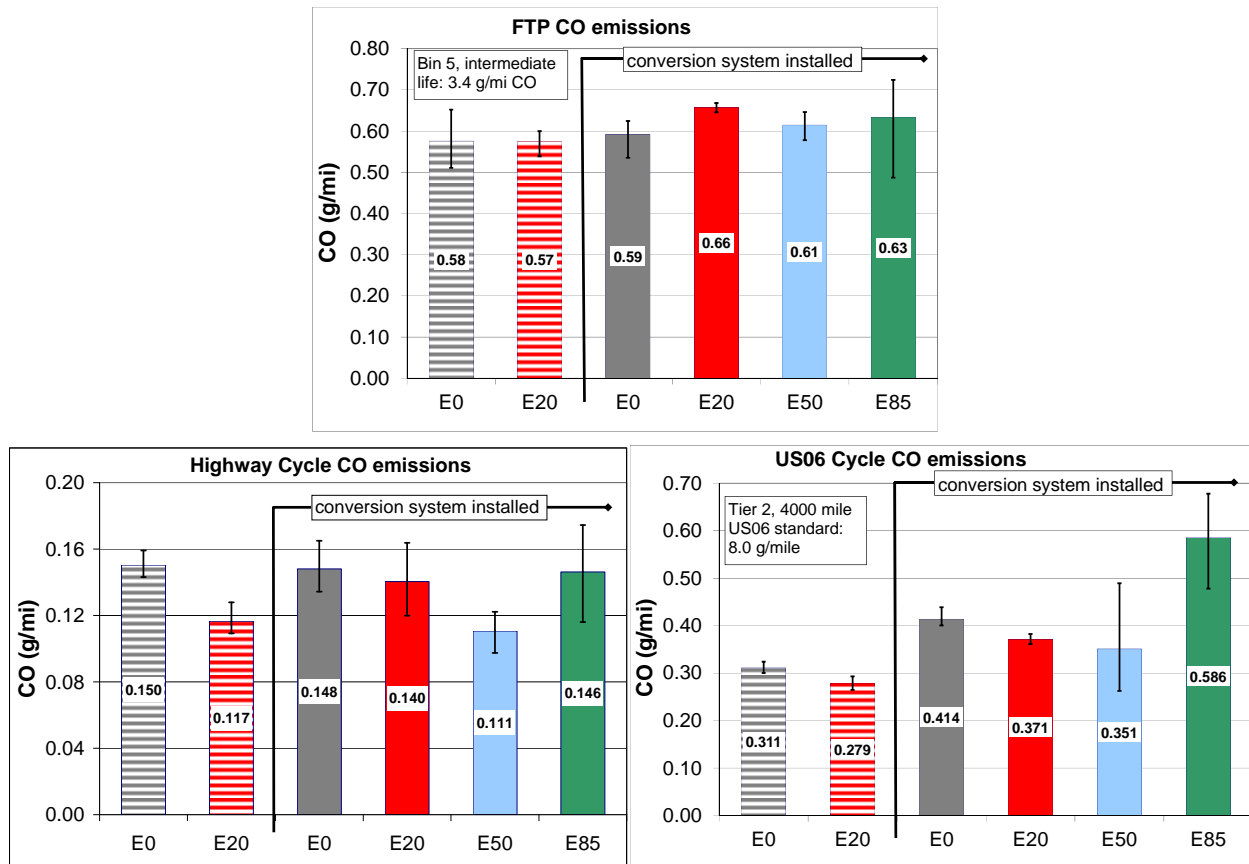 FTP CO emissions
CO (g/mi)
0.80
0.70
0.60
0.50
0.40
0.30
0.20
0.10
0.00
Bin 5, intermediate
life: 3.4 g/mi CO
conversion system installed
0.58
0.57
0.59
0.66
0.61
0.63
E0
E20
E0
E20
E50
E85
Highway Cycle CO emissions
CO (g/mi)
0.20
0.16
0.12
0.08
0.04
0.00
conversion system installed
0.150
0.117
0.148
0.140
0.111
0.146
E0
E20
E0
E20
E50
E85
US06 Cycle CO emissions
CO (g/mi)
0.70
0.60
0.50
0.40
0.30
0.20
0.10
0.00
Tier 2, 4000 mile
US06 standard:
8.0 g/mile
conversion system installed
0.311
0.279
0.414
0.371
0.351
0.586
E0
E20
E0
E20
E50
E85